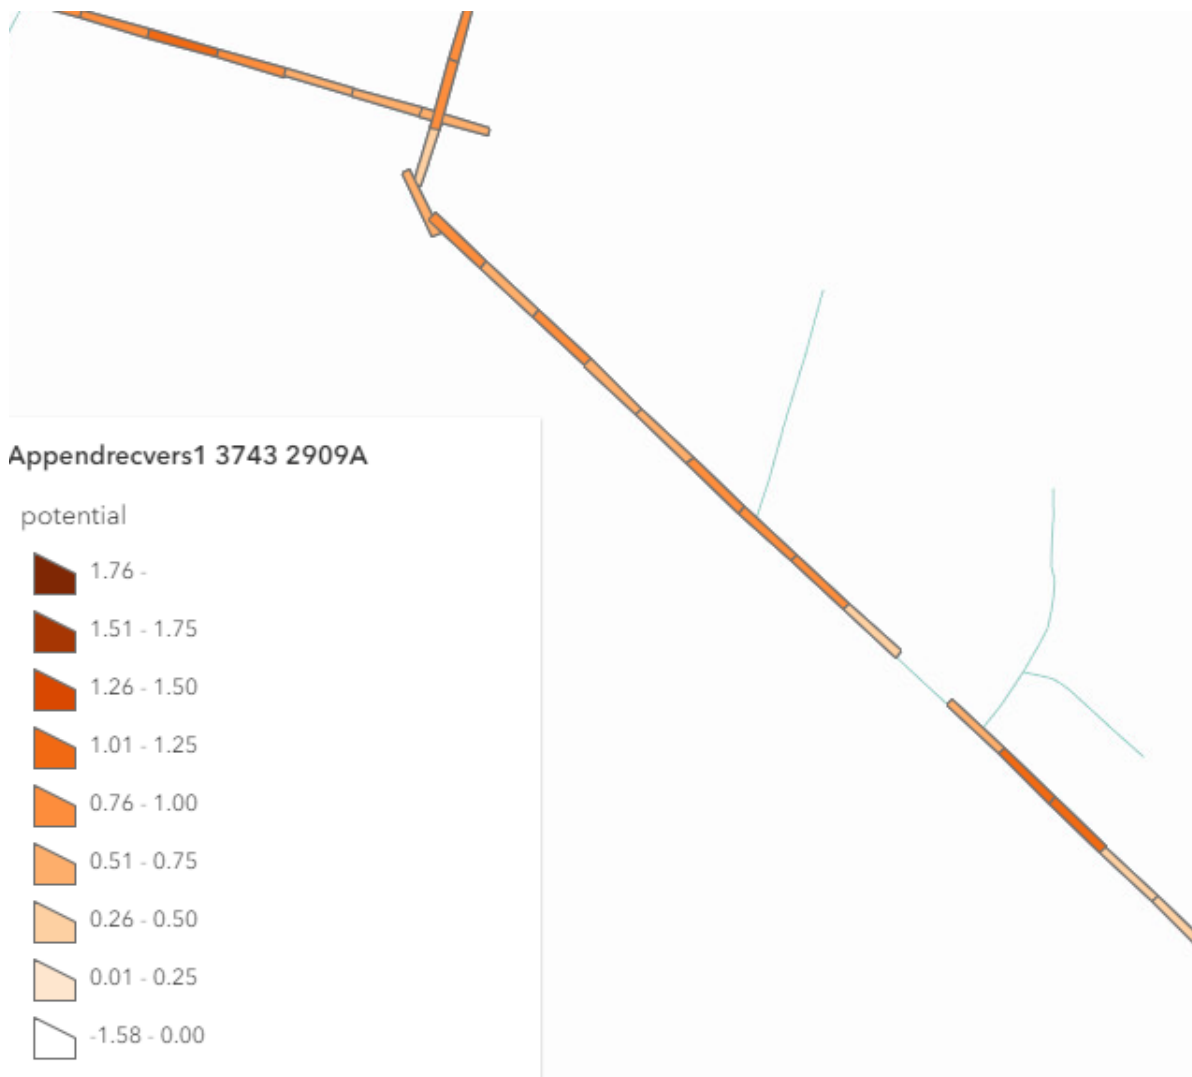 Appendrecvers1 3743 2909A
potential
1.76 -
1.51 - 1.75
1.26 - 1.50
1.01 - 1.25
0.76 - 1.00
0.51 - 0.75
0.26 - 0.50
0.01 - 0.25
-1.58 - 0.00